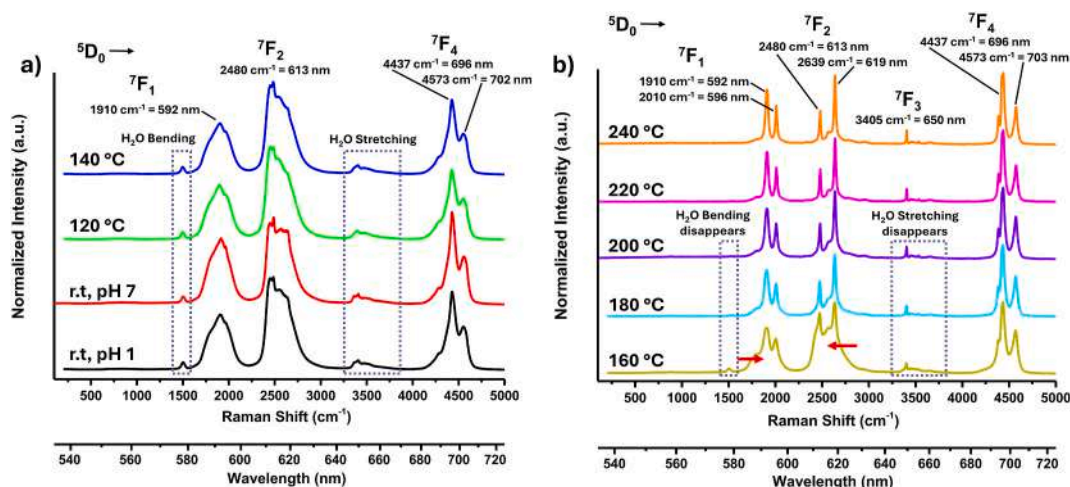 a)
⁵D₀ →
⁷F₁
1910 cm⁻¹ = 592 nm
⁷F₂
2480 cm⁻¹ = 613 nm
⁷F₄
4437 cm⁻¹ = 696 nm
4573 cm⁻¹ = 702 nm
H₂O Bending
H₂O Stretching
140 ºC
120 ºC
r.t, pH 7
r.t, pH 1
Normalized Intensity (a.u.)
500 1000 1500 2000 2500 3000 3500 4000 4500 5000
Raman Shift (cm⁻¹)
540 560 580 600 620 640 660 680 700 720
Wavelength (nm)
b)
⁵D₀ →
⁷F₁
1910 cm⁻¹ = 592 nm
2010 cm⁻¹ = 596 nm
⁷F₂
2480 cm⁻¹ = 613 nm
2639 cm⁻¹ = 619 nm
⁷F₃
3405 cm⁻¹ = 650 nm
⁷F₄
4437 cm⁻¹ = 696 nm
4573 cm⁻¹ = 703 nm
240 ºC
220 ºC
200 ºC
180 ºC
160 ºC
H₂O Bending
disappears
H₂O Stretching
disappears
Normalized Intensity (a.u.)
500 1000 1500 2000 2500 3000 3500 4000 4500 5000
Raman Shift (cm⁻¹)
540 560 580 600 620 640 660 680 700 720
Wavelength (nm)